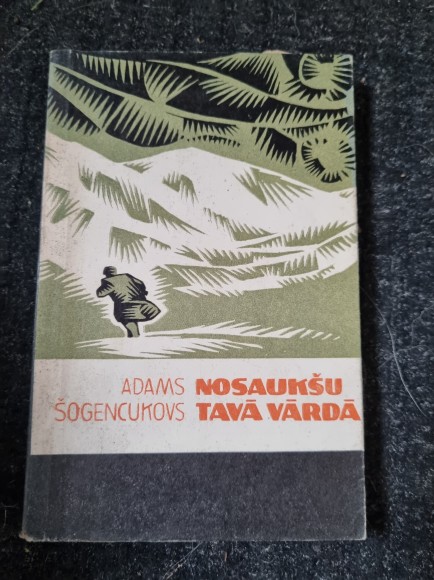 ADAMS NOSAUKŠU
ŠOGENCUKOVS TAVĀ VĀRDĀ